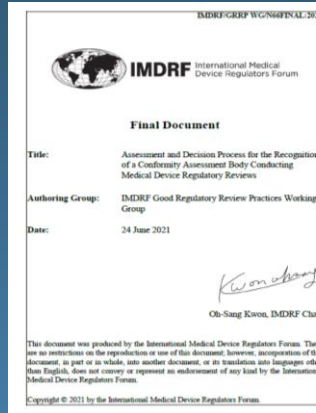 IMDRF/GRRP WG/N66FINAL:202
IMDRF International Medical
Device Regulators Forum
Final Document
Title: Assessment and Decision Process for the Recognition
of a Conformity Assessment Body Conducting
Medical Device Regulatory Reviews
Authoring Group: IMDRF Good Regulatory Review Practices Working
Group
Date: 24 June 2021
Oh-Sang Kwon, IMDRF Cha
This document was produced by the International Medical Device Regulators Forum. The
are no restrictions on the reproduction or use of this document; however, incorporation of th
document, in part or in whole, into another document, or its translation into languages oth
than English, does not convey or represent an endorsement of any kind by the Internation
Medical Device Regulators Forum.
Copyright © 2021 by the International Medical Device Regulators Forum.